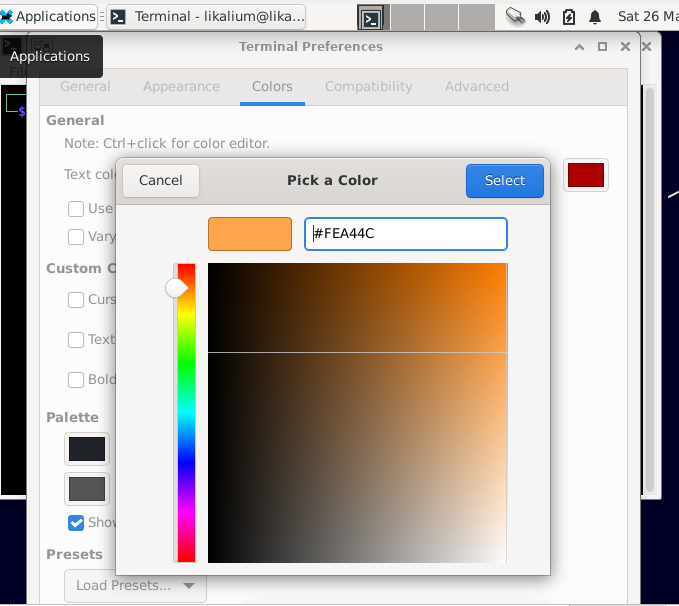 Applications
Terminal - likalium@lika...
Sat 26 Ma
Terminal Preferences
Applications
General
Appearance
Colors
Compatibility
Advanced
$
General
Note: Ctrl+click for color editor.
Text col
Cancel
Pick a Color
Select
Use
Vary
#FEA44C
Custom C
Curs
Text
Bold
Palette
Show
Presets
Load Presets...